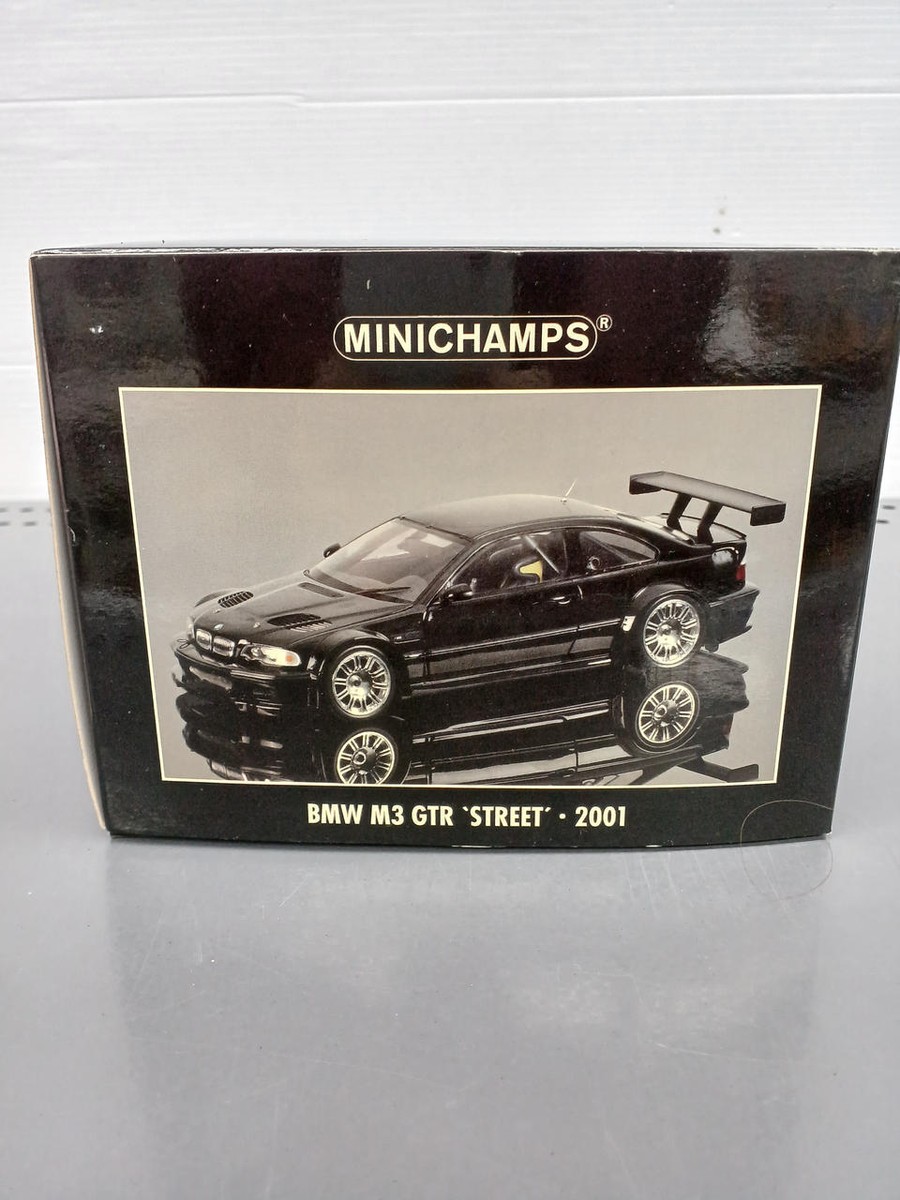 MINICHAMPS®
BMW M3 GTR `STREET´ · 2001